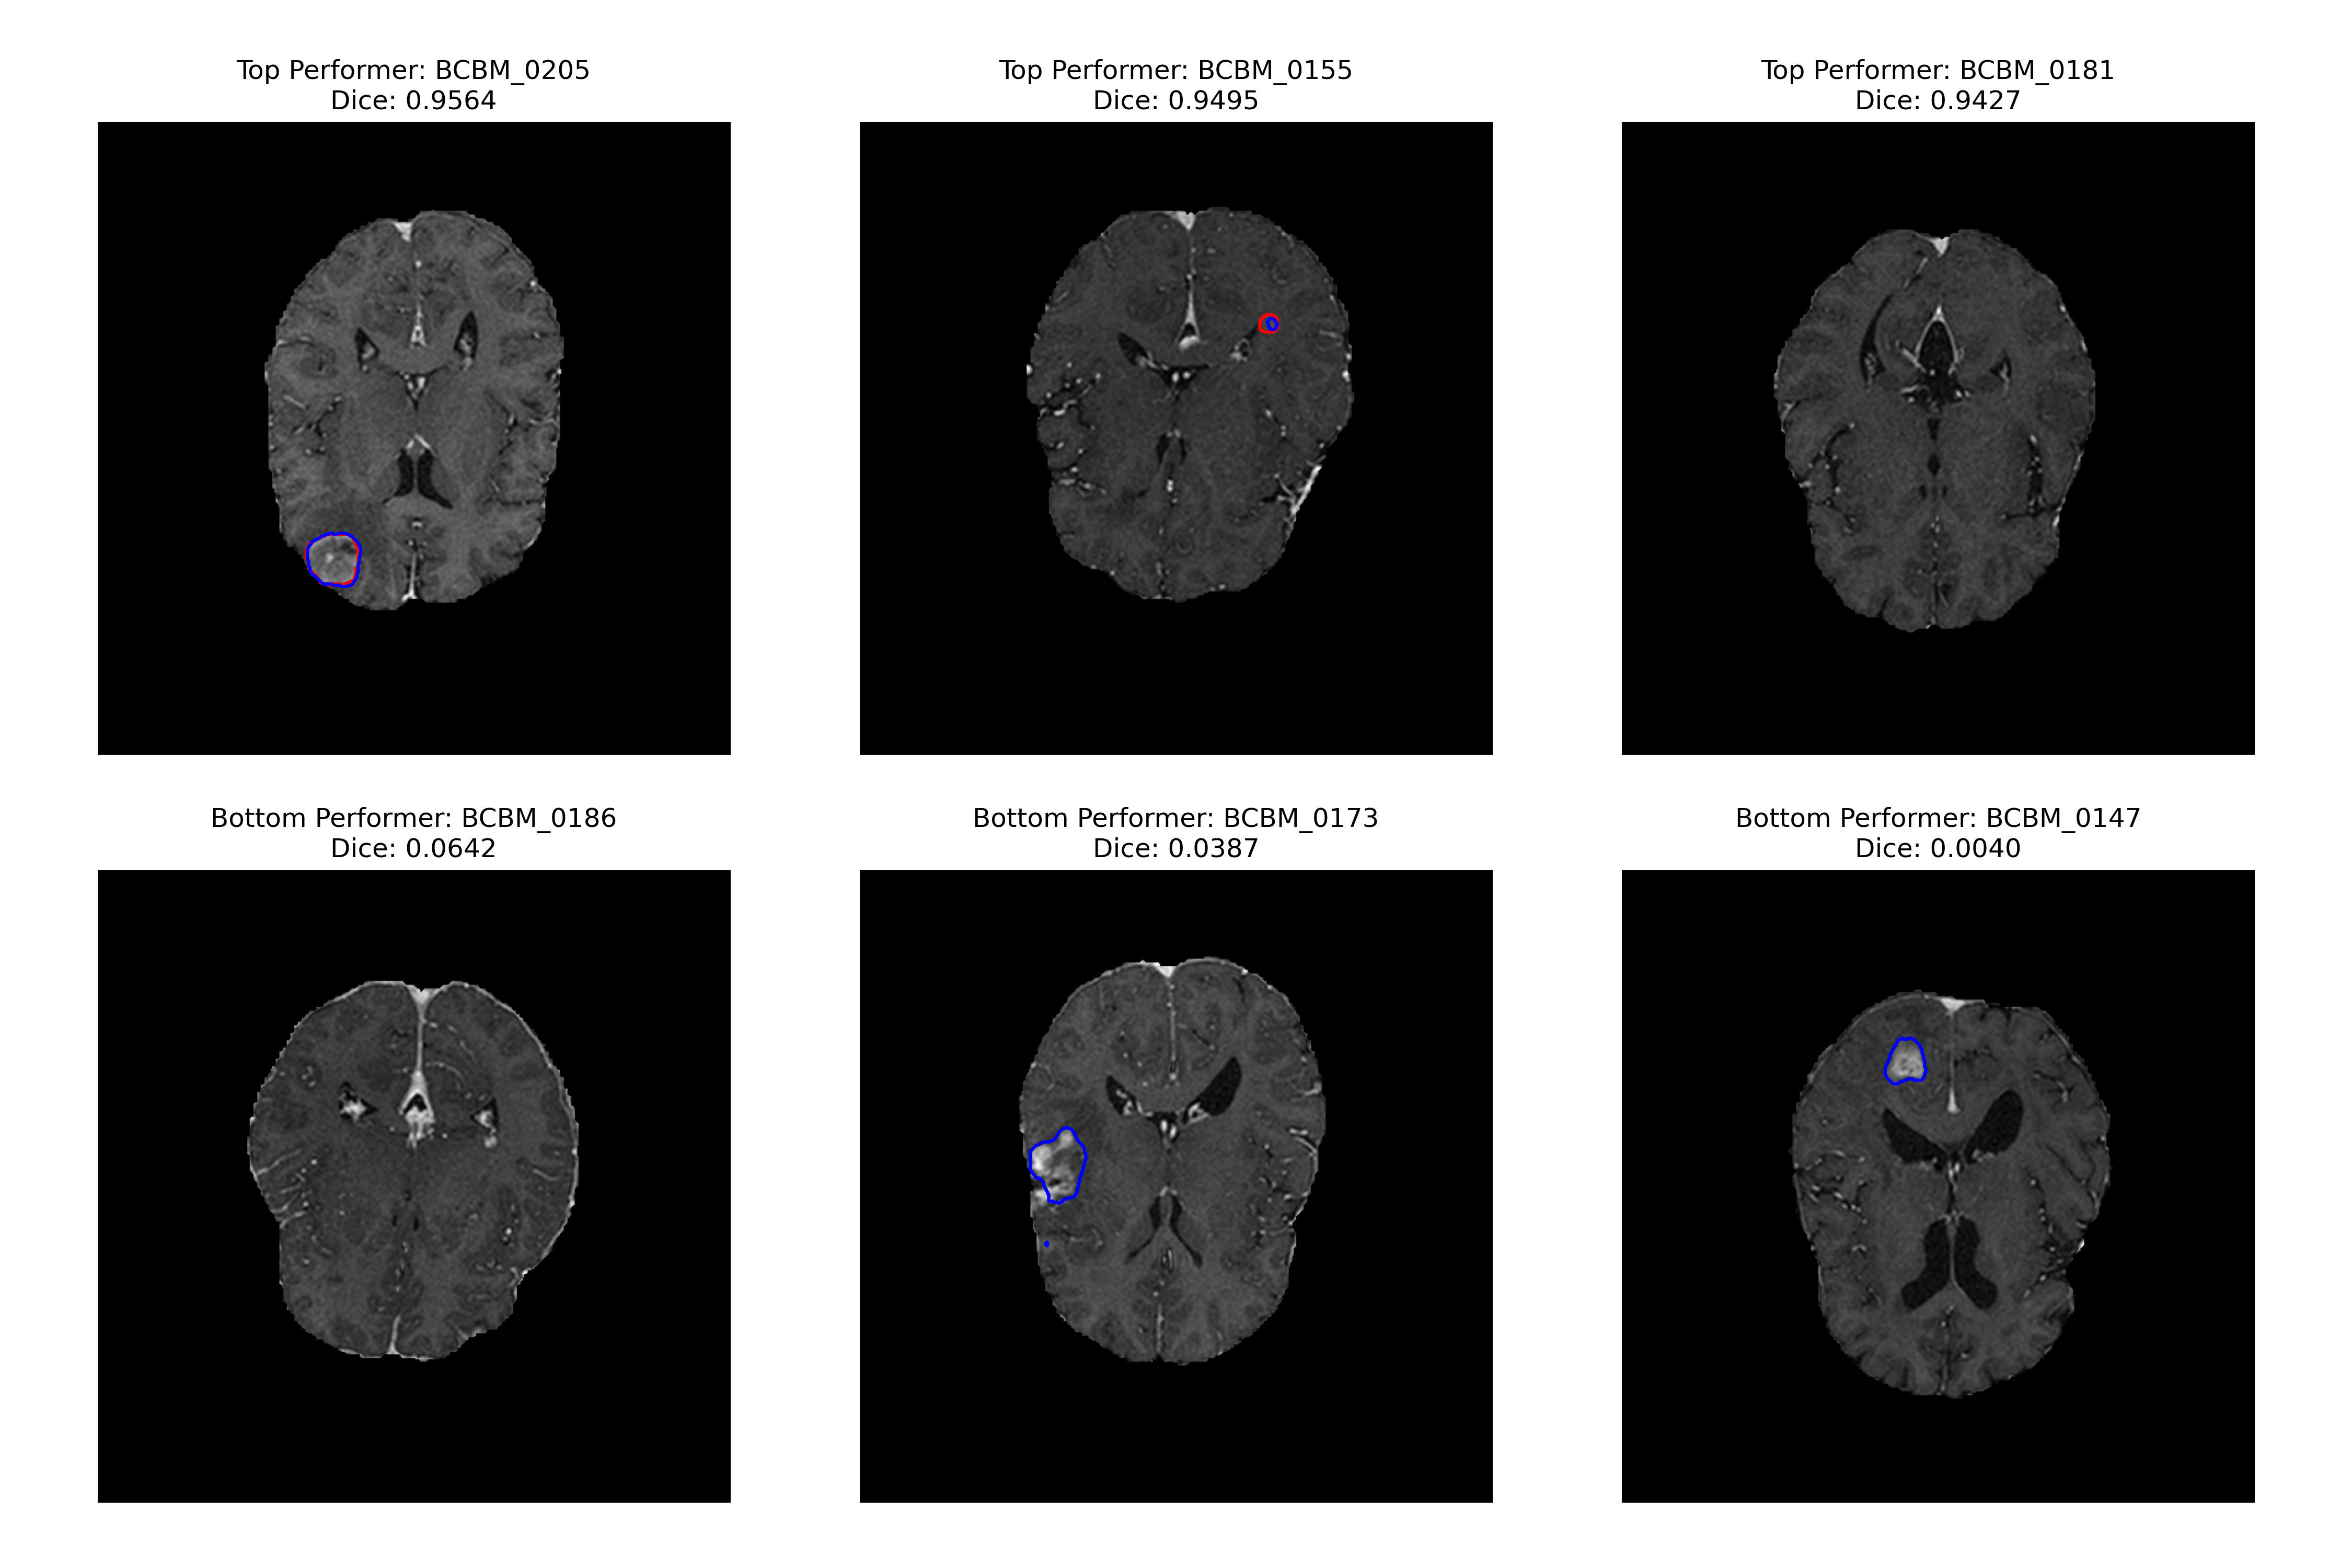 Top Performer: BCBM_0205
Dice: 0.9564
Top Performer: BCBM_0155
Dice: 0.9495
Top Performer: BCBM_0181
Dice: 0.9427
Bottom Performer: BCBM_0186
Dice: 0.0642
Bottom Performer: BCBM_0173
Dice: 0.0387
Bottom Performer: BCBM_0147
Dice: 0.0040